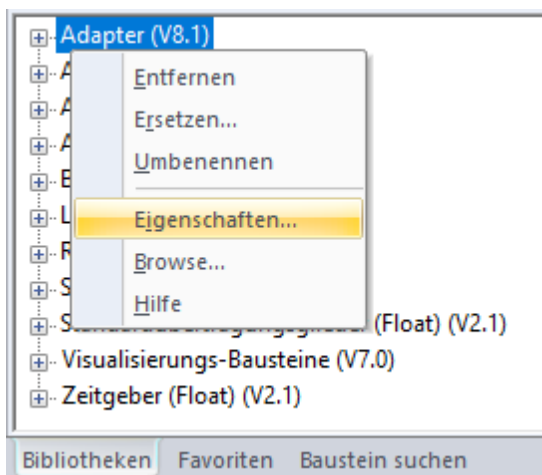 Adapter (V8.1)
Entfernen
Ersetzen...
Umbenennen
Eigenschaften...
Browse...
Hilfe
(Float) (V2.1)
Visualisierungs-Bausteine (V7.0)
Zeitgeber (Float) (V2.1)
Bibliotheken Favoriten Baustein suchen